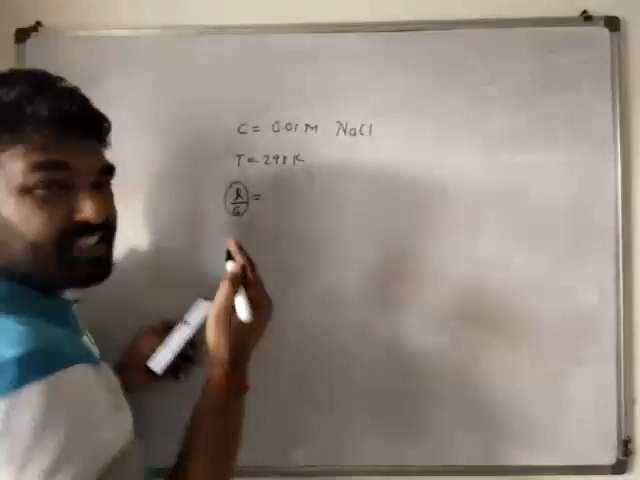 C = 0.01 M NaCl
T = 298 K
l/a =